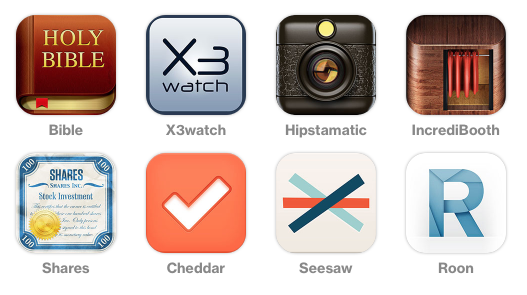 HOLY
BIBLE
X3
watch
Bible
X3watch
Hipstamatic
IncrediBooth
100
100
SHARES
SHARES INC.
Stock Investment
100
100
R
Shares
Cheddar
Seesaw
Roon